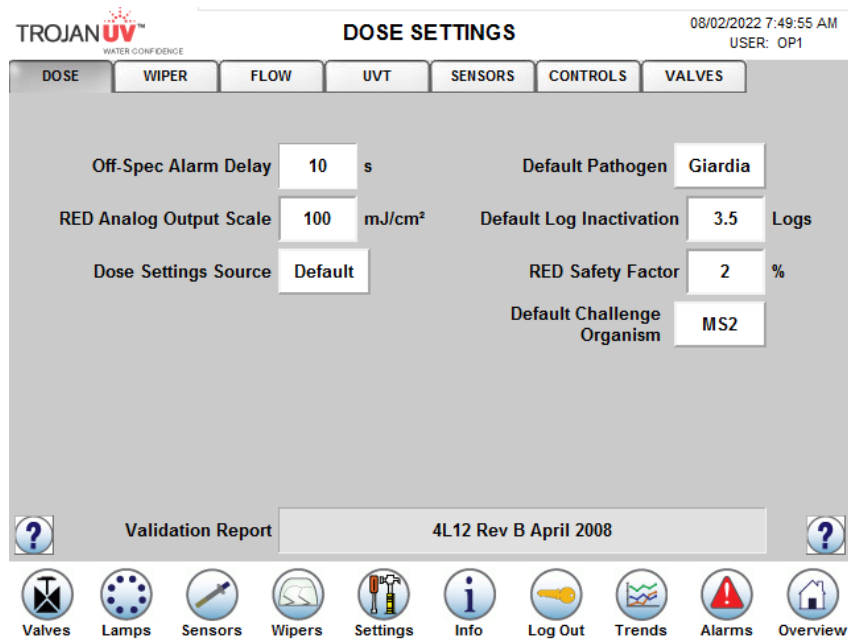 TROJANUV™
WATER CONFIDENCE
DOSE SETTINGS
08/02/2022 7:49:55 AM
USER: OP1
DOSE WIPER FLOW UVT SENSORS CONTROLS VALVES
Off-Spec Alarm Delay 10 s Default Pathogen Giardia
RED Analog Output Scale 100 mJ/cm² Default Log Inactivation 3.5 Logs
Dose Settings Source Default RED Safety Factor 2 %
Default Challenge
Organism MS2
? Validation Report 4L12 Rev B April 2008 ?
Valves Lamps Sensors Wipers Settings Info Log Out Trends Alarms Overview